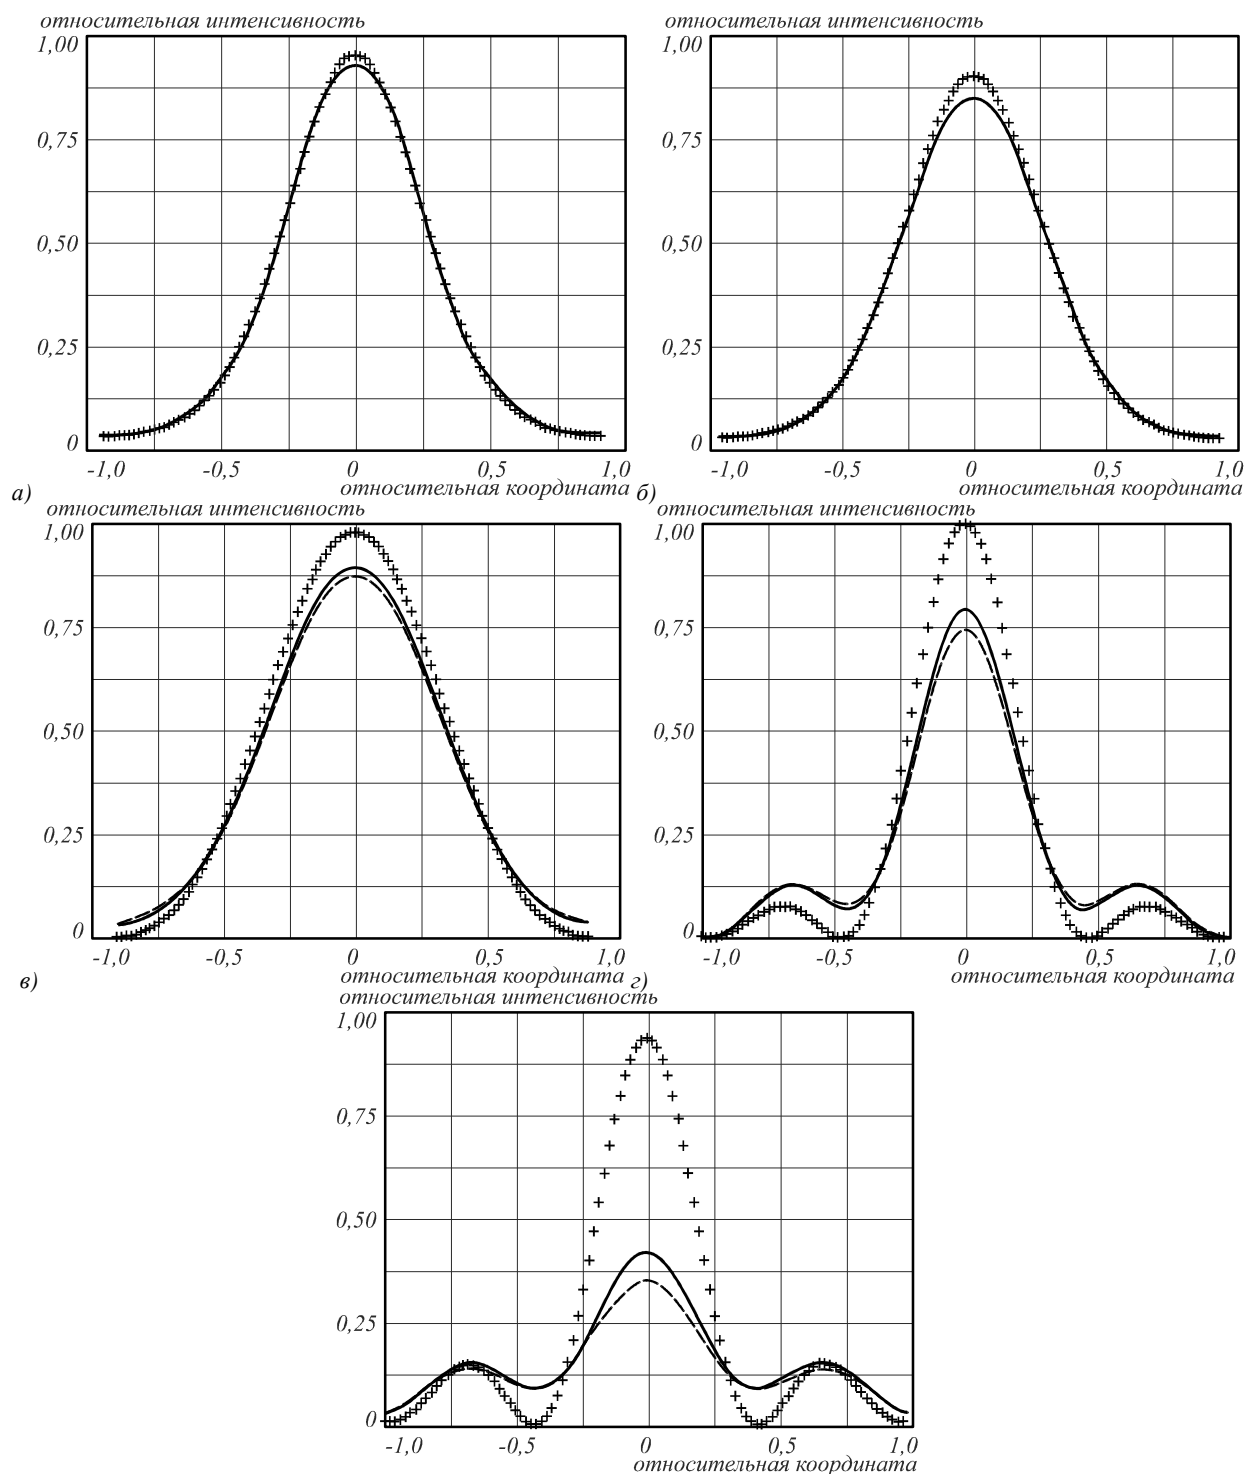 относительная интенсивность
1,00
0,75
0,50
0,25
0
-1,0 -0,5 0 0,5 1,0
относительная координата
а)
относительная интенсивность
1,00
0,75
0,50
0,25
0
-1,0 -0,5 0 0,5 1,0
относительная координата
б)
относительная интенсивность
1,00
0,75
0,50
0,25
0
-1,0 -0,5 0 0,5 1,0
относительная координата
в)
относительная интенсивность
1,00
0,75
0,50
0,25
0
-1,0 -0,5 0 0,5 1,0
относительная координата
г)
относительная интенсивность
1,00
0,75
0,50
0,25
0
-1,0 -0,5 0 0,5 1,0
относительная координата